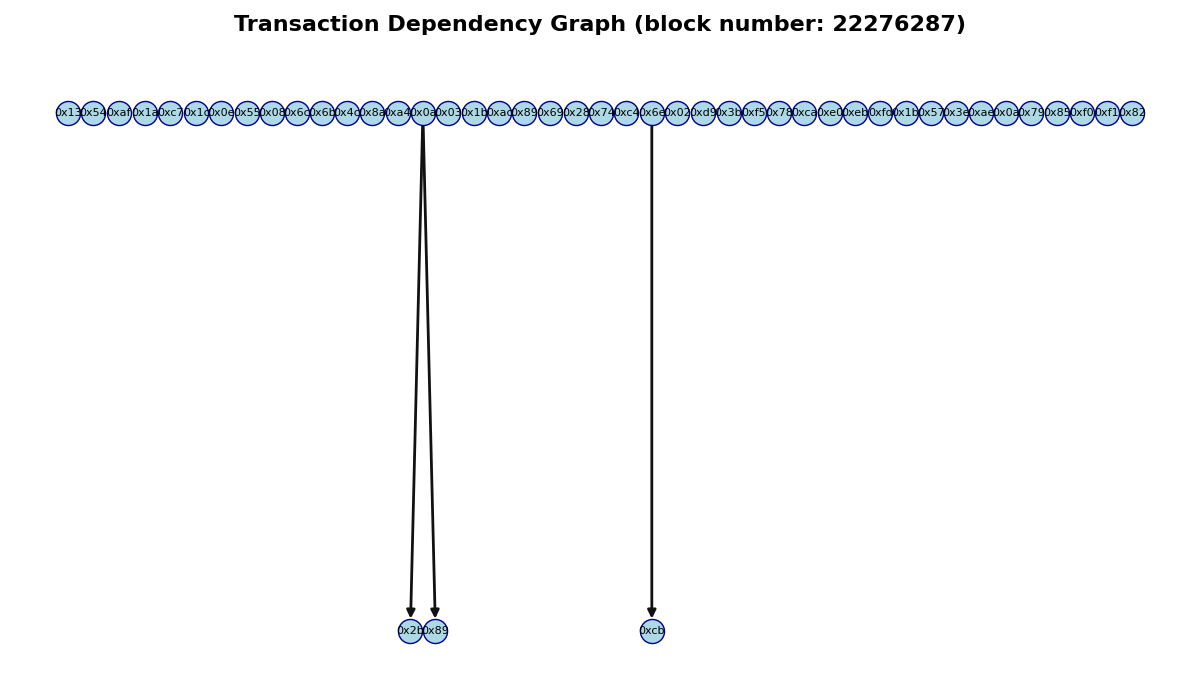 Transaction Dependency Graph (block number: 22276287)
0x13 0x54 0xaf 0x1a 0xc7 0x1c 0x0e 0x55 0x08 0x6c 0x6b 0x4c 0x8a 0xa4 0x0a 0x03 0x1b 0xac 0x89 0x69 0x28 0x74 0xc4 0x6e 0x02 0xd9 0x3b 0xf5 0x78 0xca 0xe0 0xeb 0xfd 0x1b 0x57 0x3e 0xae 0x0a 0x79 0x85 0xf0 0xf1 0x82
0x2b 0x89 0xcb